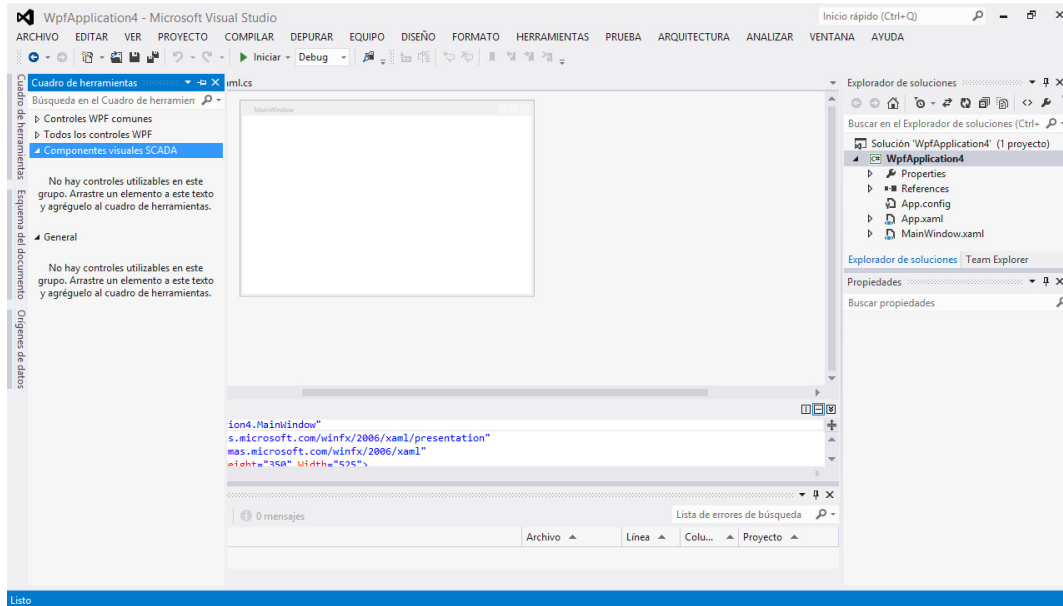 WpfApplication4 - Microsoft Visual Studio
Inicio rápido (Ctrl+Q)
ARCHIVO EDITAR VER PROYECTO COMPILAR DEPURAR EQUIPO DISEÑO FORMATO HERRAMIENTAS PRUEBA ARQUITECTURA ANALIZAR VENTANA AYUDA
Iniciar Debug
Cuadro de herramientas
Esquema del documento
Orígenes de datos
Cuadro de herramientas
Búsqueda en el Cuadro de herramien
Controles WPF comunes
Todos los controles WPF
Componentes visuales SCADA
No hay controles utilizables en este
grupo. Arrastre un elemento a este texto
y agréguelo al cuadro de herramientas.
General
No hay controles utilizables en este
grupo. Arrastre un elemento a este texto
y agréguelo al cuadro de herramientas.
ml.cs
MainWindow
ion4.MainWindow"
s.microsoft.com/winfx/2006/xaml/presentation"
mas.microsoft.com/winfx/2006/xaml"
eight="350" Width="525">
0 mensajes
Lista de errores de búsqueda
Archivo Línea Colu... Proyecto
Explorador de soluciones
Buscar en el Explorador de soluciones (Ctrl+
Solución 'WpfApplication4' (1 proyecto)
C# WpfApplication4
Properties
References
App.config
App.xaml
MainWindow.xaml
Explorador de soluciones Team Explorer
Propiedades
Buscar propiedades
Listo